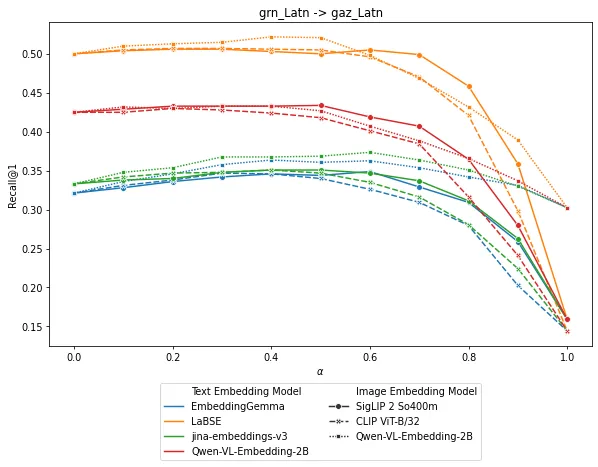 grn_Latn -> gaz_Latn
Recall@1
0.50
0.45
0.40
0.35
0.30
0.25
0.20
0.15
0.0
0.2
0.4
0.6
0.8
1.0
α
Text Embedding Model
EmbeddingGemma
LaBSE
jina-embeddings-v3
Qwen-VL-Embedding-2B
Image Embedding Model
SigLIP 2 So400m
CLIP ViT-B/32
Qwen-VL-Embedding-2B